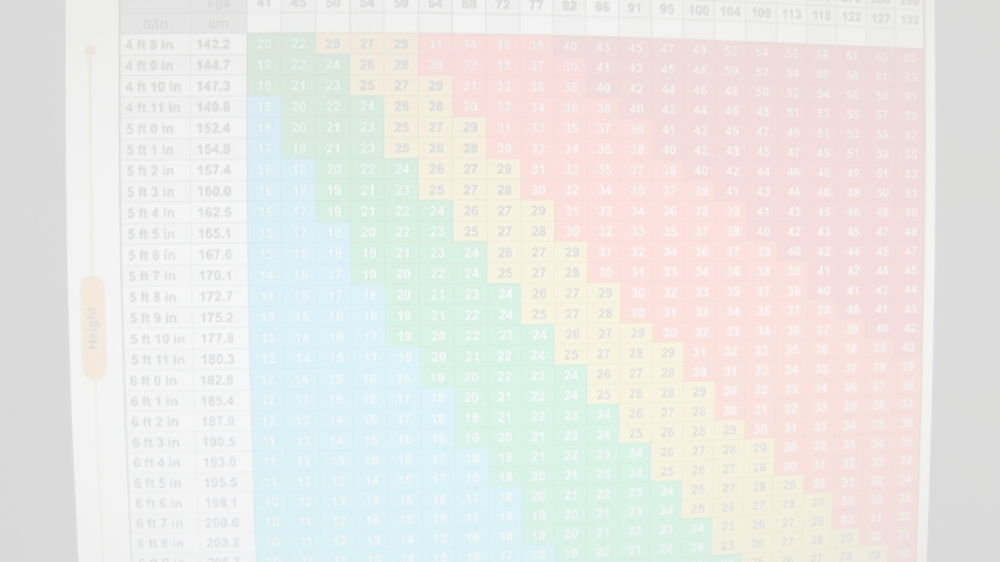 kgs 41 45 50 54 59 64 68 72 77 82 86 91 95 100 104 109 113 118 122 127 132
ft/in cm
4 ft 8 in 142.2 20 22 25 27 29 31 34 36 38 40 43 45 47 49 52 54 56 58 61 63 65
4 ft 9 in 144.7 19 22 24 26 28 30 32 35 37 39 41 43 45 48 50 52 54 56 58 61 63
4 ft 10 in 147.3 19 21 23 25 27 29 31 33 36 38 40 42 44 46 48 50 52 54 56 59 61
4 ft 11 in 149.8 18 20 22 24 26 28 30 32 34 36 38 40 42 44 46 48 51 53 55 57 59
5 ft 0 in 152.4 18 20 21 23 25 27 29 31 33 35 37 39 41 43 45 47 49 51 53 55 57
5 ft 1 in 154.9 17 19 21 23 25 26 28 30 32 34 36 38 40 42 43 45 47 49 51 53 55
5 ft 2 in 157.4 16 18 20 22 24 26 27 29 31 33 35 37 38 40 42 44 46 48 49 51 53
5 ft 3 in 160.0 16 18 19 21 23 25 27 28 30 32 34 35 37 39 41 43 44 46 48 50 51
5 ft 4 in 162.5 15 17 19 21 22 24 26 27 29 31 33 34 36 38 39 41 43 45 46 48 50
5 ft 5 in 165.1 15 17 18 20 22 23 25 27 28 30 32 33 35 37 38 40 42 43 45 47 48
5 ft 6 in 167.6 15 16 18 19 21 23 24 26 27 29 31 32 34 36 37 39 40 42 44 45 47
5 ft 7 in 170.1 14 16 17 19 20 22 24 25 27 28 30 31 33 34 36 38 39 41 42 44 45
5 ft 8 in 172.7 14 15 17 18 20 21 23 24 26 27 29 30 32 33 35 37 38 40 41 43 44
5 ft 9 in 175.2 13 15 16 18 19 21 22 24 25 27 28 30 31 33 34 35 37 38 40 41 43
5 ft 10 in 177.8 13 14 16 17 19 20 22 23 24 26 27 29 30 32 33 34 36 37 39 40 42
5 ft 11 in 180.3 13 14 15 17 18 20 21 22 24 25 27 28 29 31 32 33 35 36 38 39 40
6 ft 0 in 182.8 12 14 15 16 18 19 20 22 23 24 26 27 28 30 31 33 34 35 37 38 39
6 ft 1 in 185.4 12 13 15 16 17 18 20 21 22 24 25 26 28 29 30 32 33 34 36 37 38
6 ft 2 in 187.9 12 13 14 16 17 18 19 21 22 23 24 26 27 28 30 31 32 33 35 36 37
6 ft 3 in 190.5 11 13 14 15 16 18 19 20 21 23 24 25 26 28 29 30 31 33 34 35 36
6 ft 4 in 193.0 11 12 13 15 16 17 18 19 21 22 23 24 26 27 28 29 30 32 33 34 35
6 ft 5 in 195.5 11 12 13 14 15 17 18 19 20 21 23 24 25 26 27 28 30 31 32 33 34
6 ft 6 in 198.1 10 12 13 14 15 16 17 18 20 21 22 23 24 25 27 28 29 30 31 32 34
6 ft 7 in 200.6 10 11 12 14 15 16 17 18 19 20 21 23 24 25 26 27 28 29 30 32 33
6 ft 8 in 203.2 10 11 12 13 14 15 16 18 19 20 21 22 23 24 25 26 27 29 30 31 32
Height